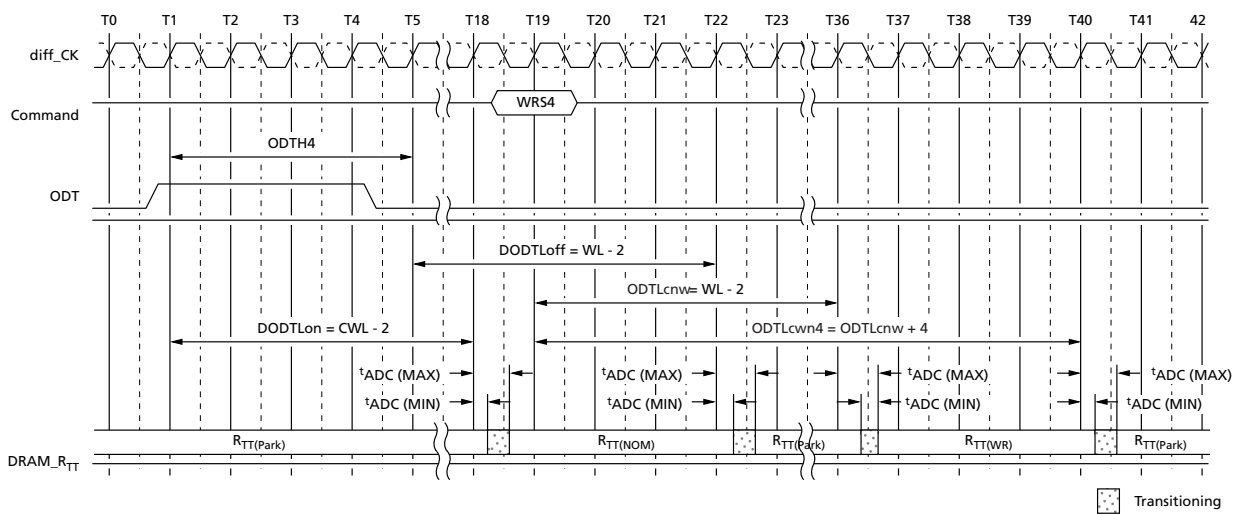 T0 T1 T2 T3 T4 T5 T18 T19 T20 T21 T22 T23 T36 T37 T38 T39 T40 T41 42
diff_CK
Command WRS4
ODTH4
ODT
DODTLoff = WL - 2
ODTLcnw= WL - 2
DODTLon = CWL - 2 ODTLcwn4 = ODTLcnw + 4
tADC (MAX) tADC (MAX) tADC (MAX) tADC (MAX)
tADC (MIN) tADC (MIN) tADC (MIN) tADC (MIN)
DRAM_RTT RTT(Park) RTT(NOM) RTT(Park) RTT(WR) RTT(Park)
Transitioning